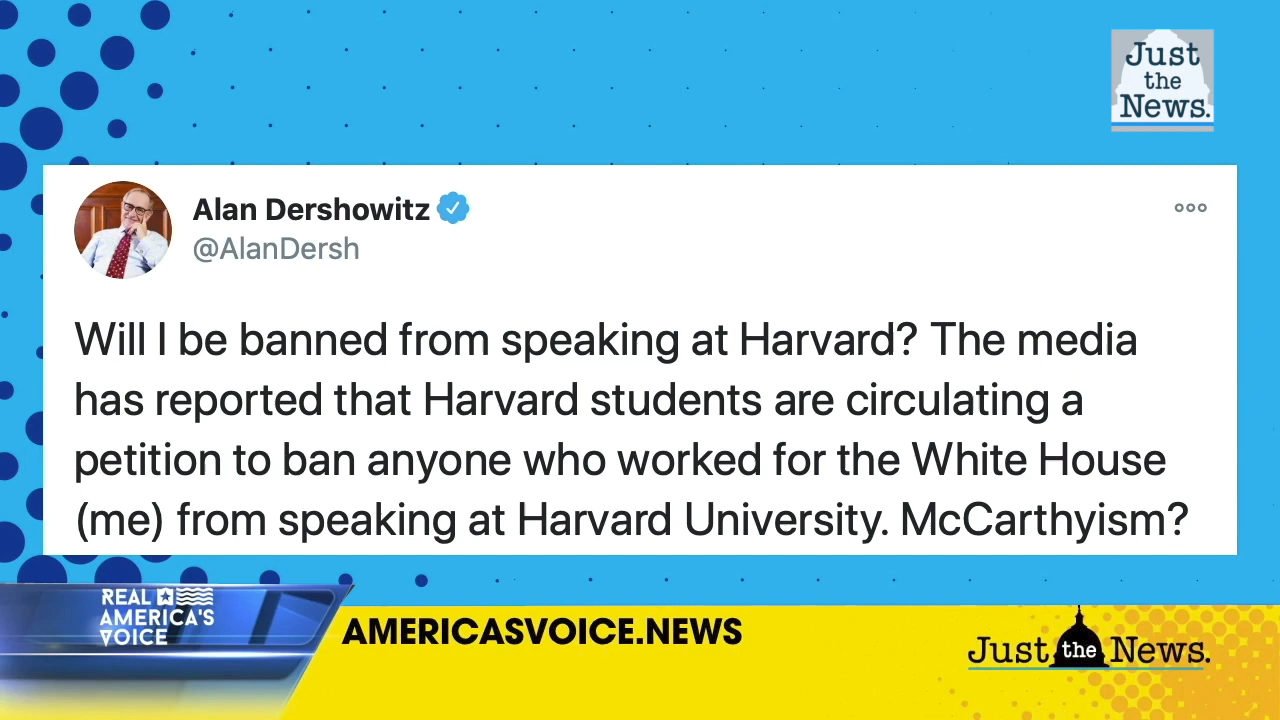 Just
the
News.
Alan Dershowitz
@AlanDersh
Will I be banned from speaking at Harvard? The media
has reported that Harvard students are circulating a
petition to ban anyone who worked for the White House
(me) from speaking at Harvard University. McCarthyism?
REAL
AMERICA'S
VOICE
AMERICASVOICE.NEWS
Just the News.